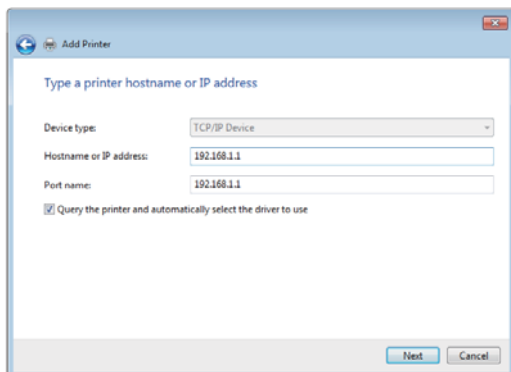 Add Printer
Type a printer hostname or IP address
Device type: TCP/IP Device
Hostname or IP address: 192.168.1.1
Port name: 192.168.1.1
Query the printer and automatically select the driver to use
Next Cancel